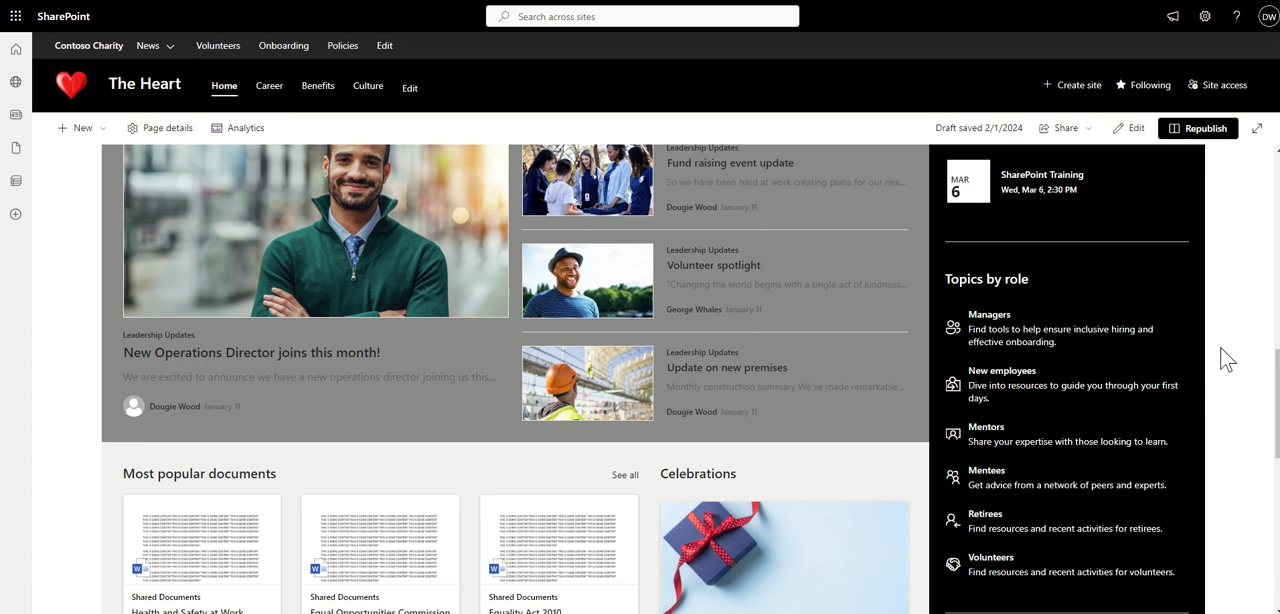 SharePoint
Search across sites
DW
Contoso Charity News Volunteers Onboarding Policies Edit
The Heart Home Career Benefits Culture Edit
Create site Following Site access
New Page details Analytics
Draft saved 2/1/2024 Share Edit Republish
Leadership Updates
New Operations Director joins this month!
We are excited to announce we have a new operations director joining us this...
Dougie Wood January 11
Leadership Updates
Fund raising event update
So we have been hard at work creating plans for our nex...
Dougie Wood January 11
Leadership Updates
Volunteer spotlight
"Changing the world begins with a single act of kindness...
George Whales January 11
Leadership Updates
Update on new premises
Monthly construction summary We've made remarkable...
Dougie Wood January 11
MAR
6
SharePoint Training
Wed, Mar 6, 2:30 PM
Topics by role
Managers
Find tools to help ensure inclusive hiring and
effective onboarding.
New employees
Dive into resources to guide you through your first
days.
Mentors
Share your expertise with those looking to learn.
Mentees
Get advice from a network of peers and experts.
Retirees
Find resources and recent activities for retirees.
Volunteers
Find resources and recent activities for volunteers.
Most popular documents
See all
Shared Documents
Health and Safety at Work
Shared Documents
Equal Opportunities Commission
Shared Documents
Equality Act 2010
Celebrations